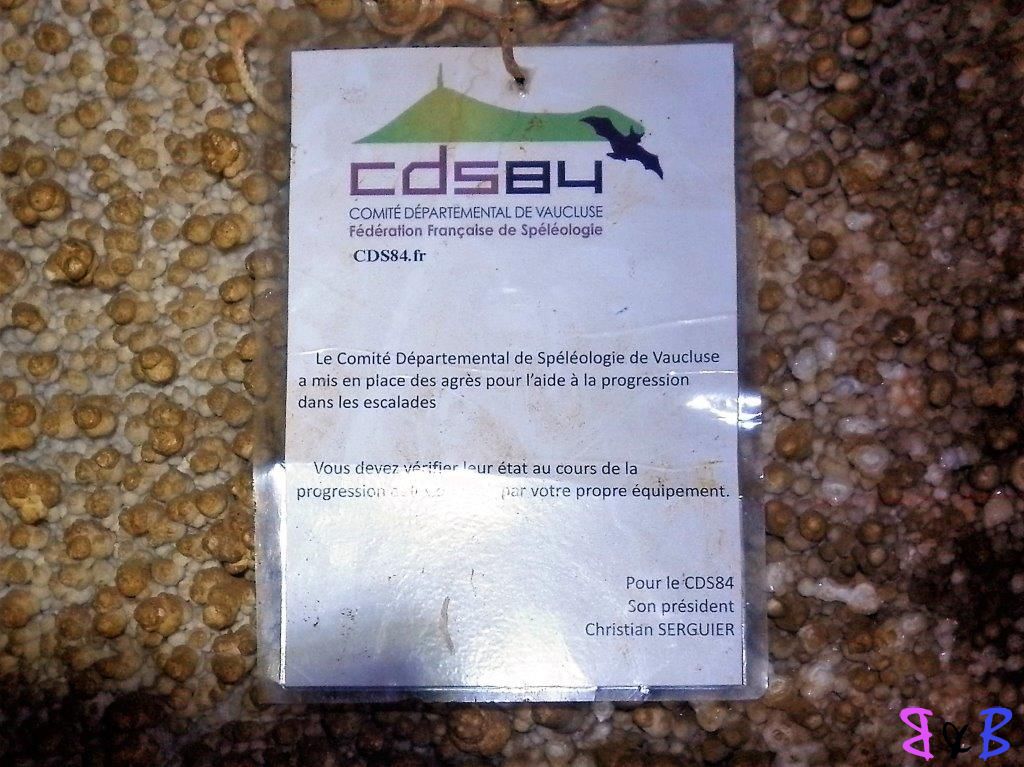 cds84
COMITÉ DÉPARTEMENTAL DE VAUCLUSE
Fédération Française de Spéléologie
CDS84.fr
Le Comité Départemental de Spéléologie de Vaucluse
a mis en place des agrès pour l'aide à la progression
dans les escalades
Vous devez vérifier leur état au cours de la
progression par votre propre équipement.
Pour le CDS84
Son président
Christian SERGUIER
B & B